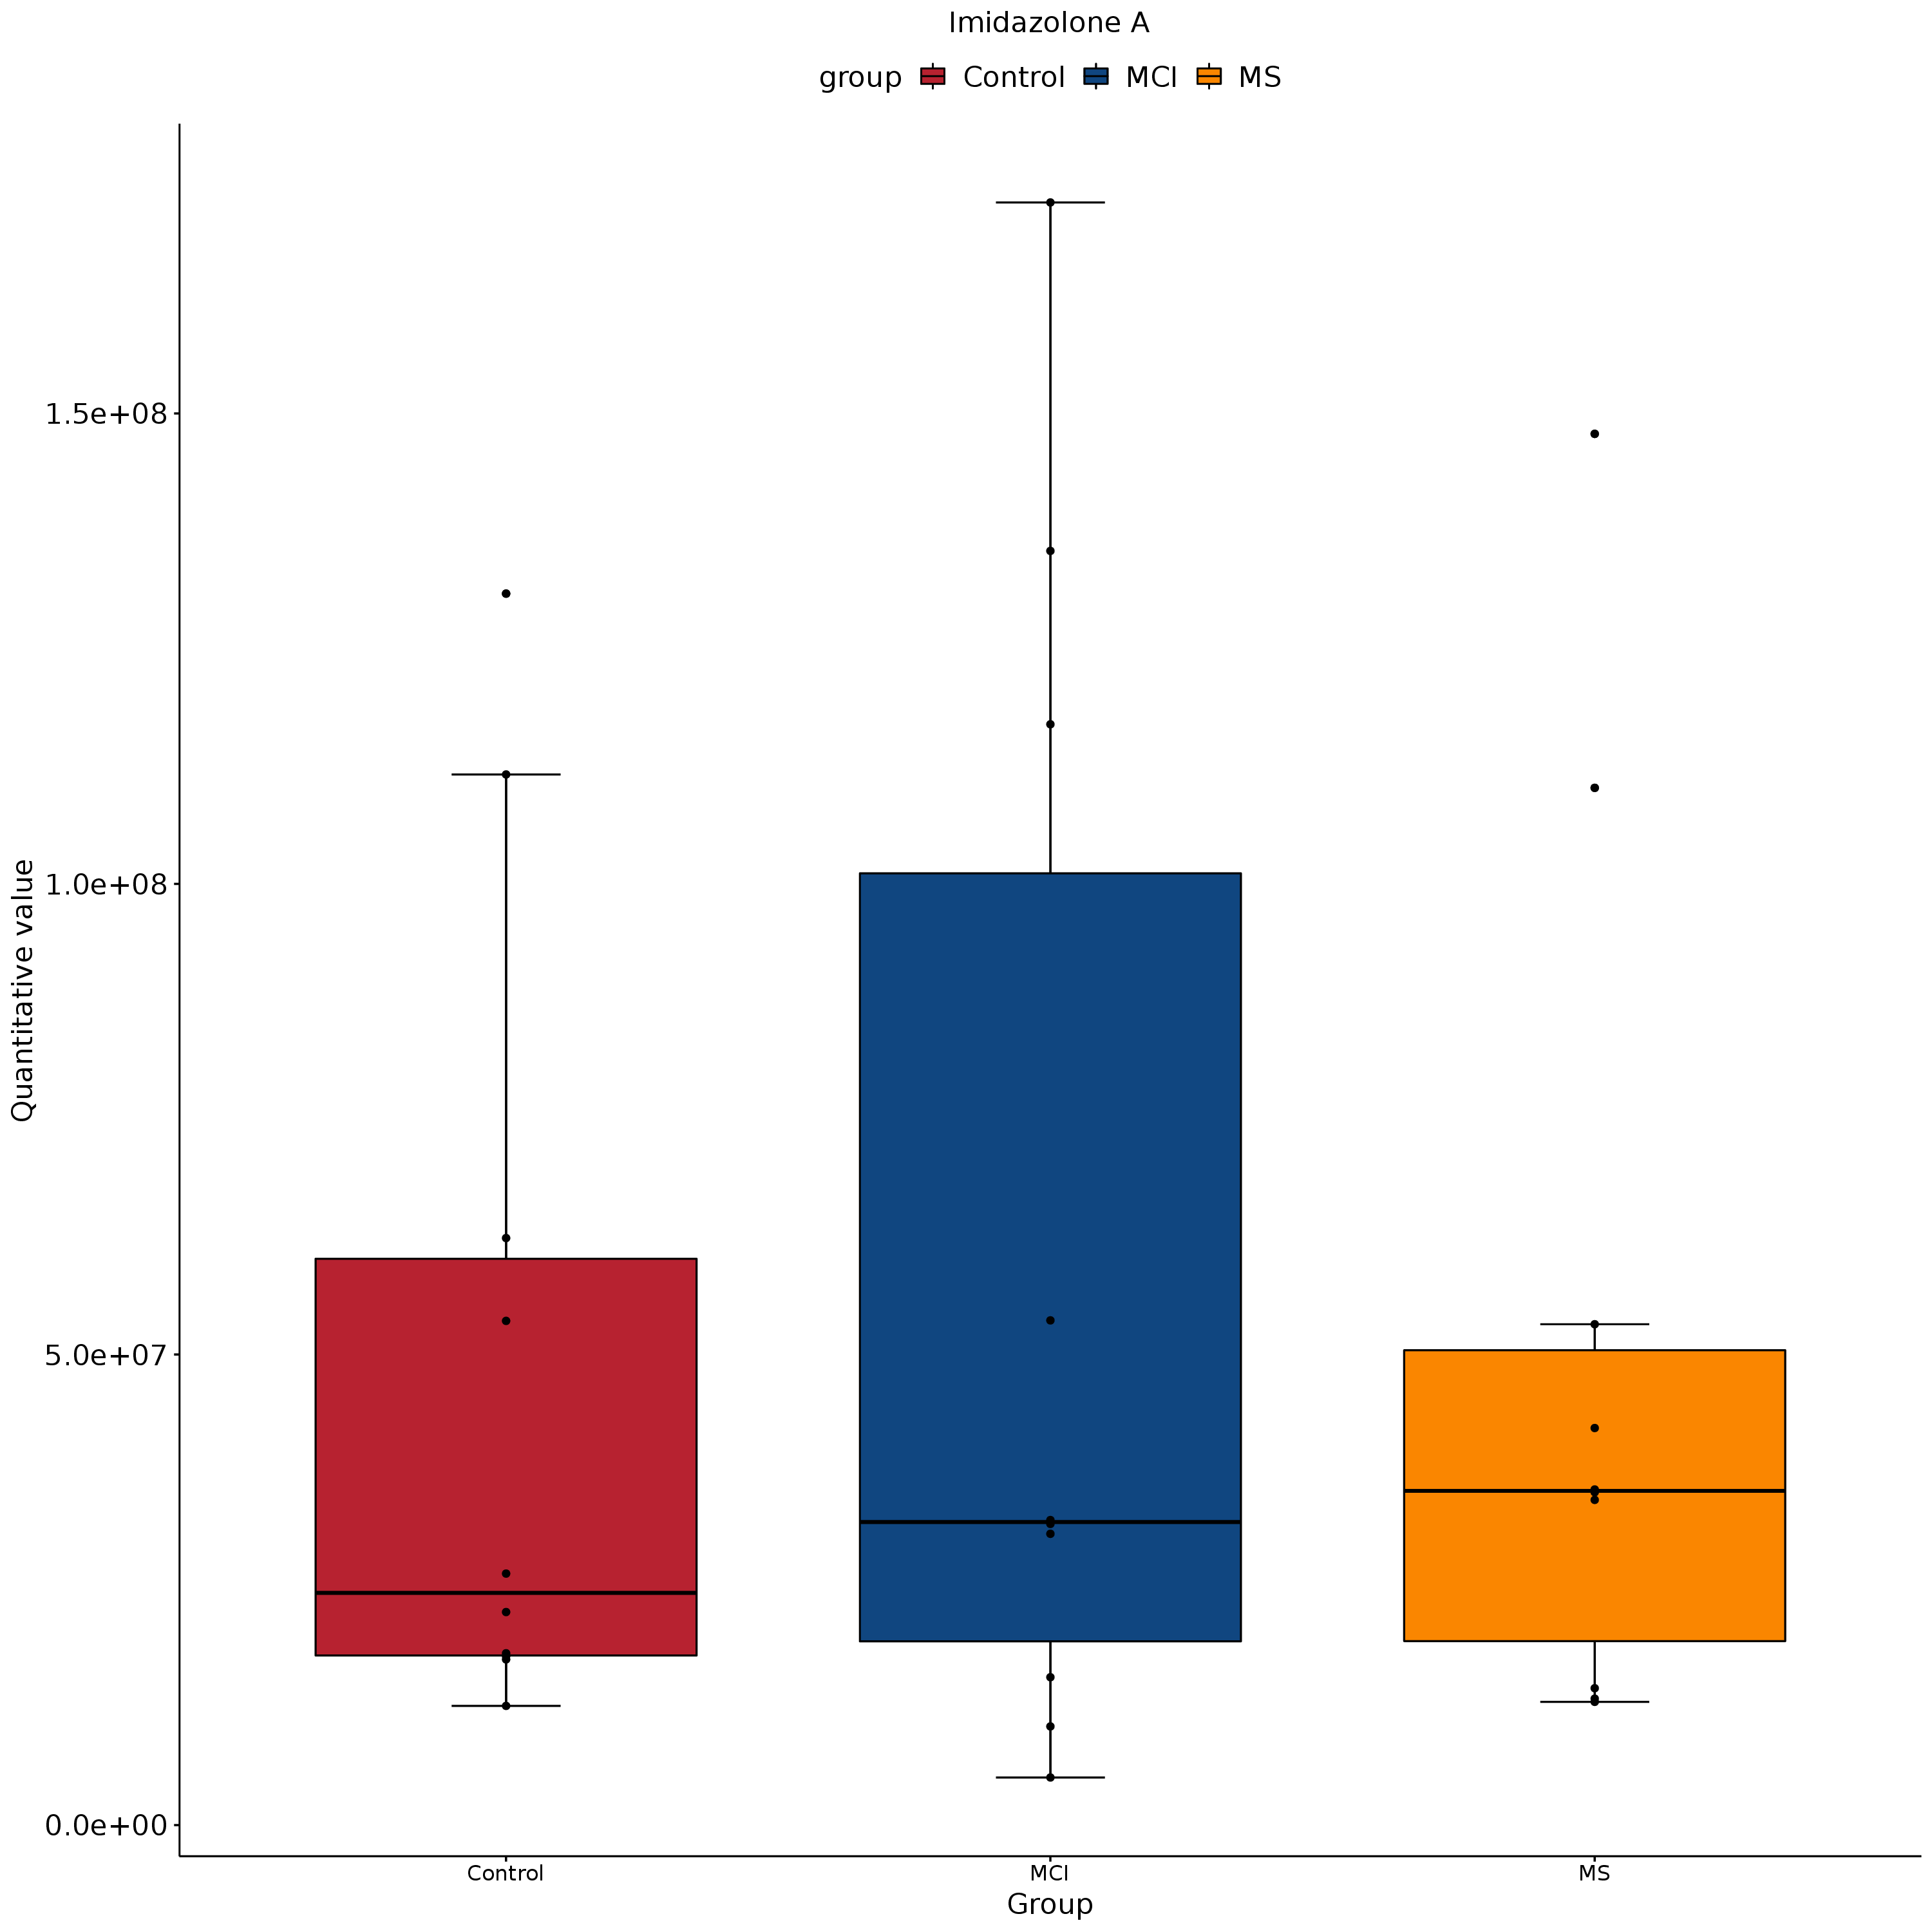 Imidazolone A
group Control MCI MS
Quantitative value
1.5e+08
1.0e+08
5.0e+07
0.0e+00
Control MCI MS
Group